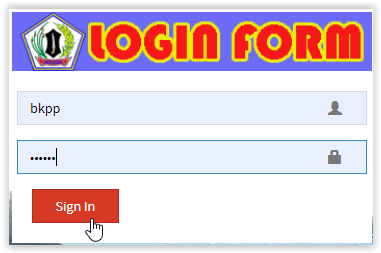 LOGIN FORM
bkpp
••••••
Sign In